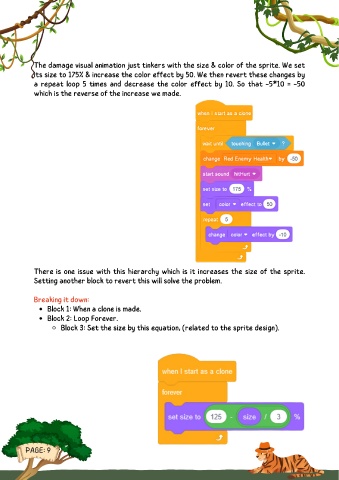 The damage visual animation just tinkers with the size & color of the sprite. We set
its size to 175% & increase the color effect by 50. We then revert these changes by
a repeat loop 5 times and decrease the color effect by 10. So that -5*10 = -50
which is the reverse of the increase we made.
when I start as a clone
forever
wait until touching Bullet ?
change Red Enemy Health by -50
start sound NitHurt
set size to 175 %
set color effect to 50
repeat 5
change color effect by -10
There is one issue with this hierarchy which is it increases the size of the sprite.
Setting another block to revert this will solve the problem.
Breaking it down:
• Block 1: When a clone is made.
• Block 2: Loop Forever.
○ Block 3: Set the size by this equation, (related to the sprite design).
when I start as a clone
forever
set size to 125 - size / 3 %
PAGE: 9